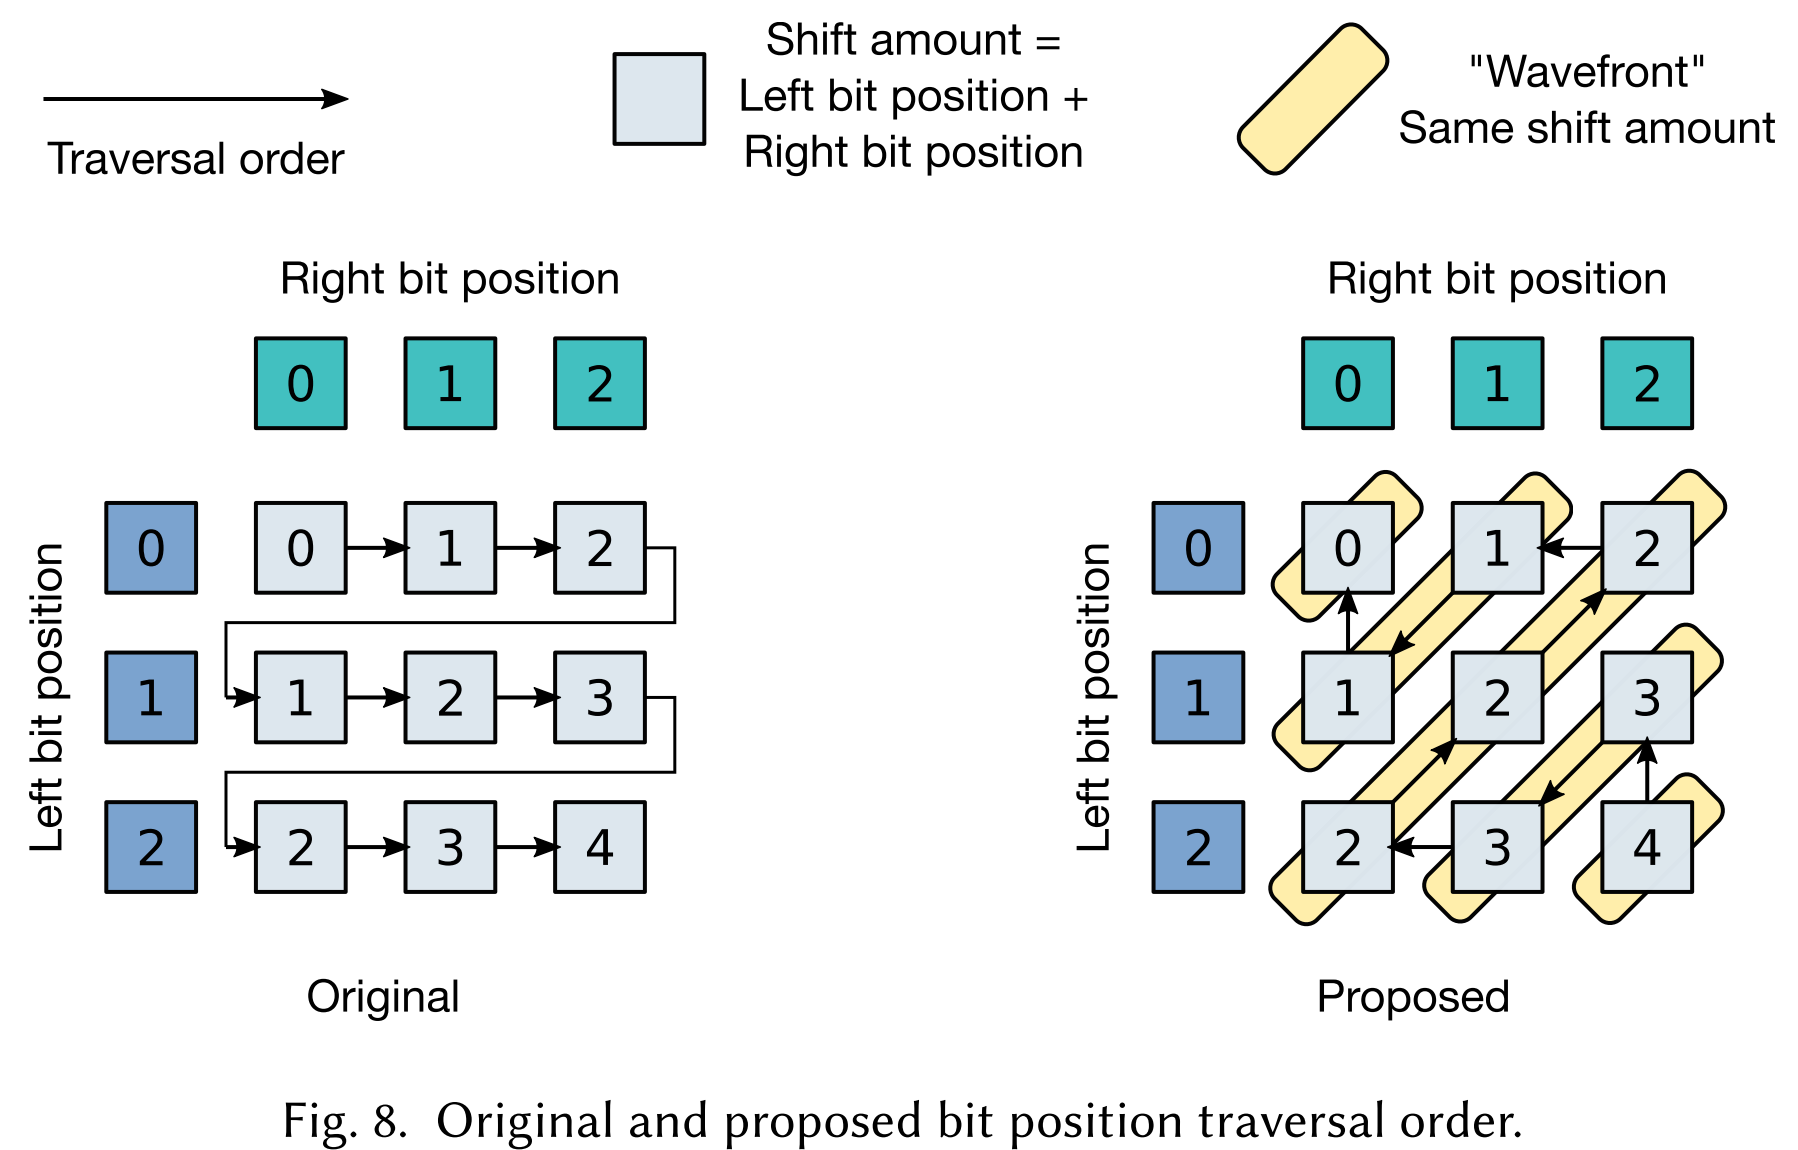 Traversal order
Shift amount =
Left bit position +
Right bit position
"Wavefront"
Same shift amount
Right bit position
0 1 2
Left bit position
0 0 1 2
1 1 2 3
2 2 3 4
Original
Right bit position
0 1 2
Left bit position
0 0 1 2
1 1 2 3
2 2 3 4
Proposed
Fig. 8. Original and proposed bit position traversal order.